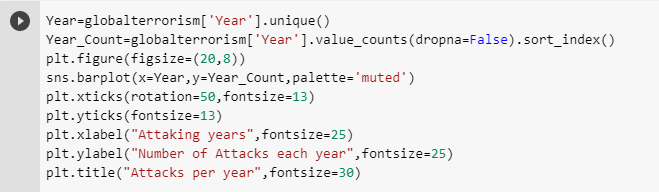 Year=globalterrorism['Year'].unique()
Year_Count=globalterrorism['Year'].value_counts(dropna=False).sort_index()
plt.figure(figsize=(20,8))
sns.barplot(x=Year,y=Year_Count,palette='muted')
plt.xticks(rotation=50,fontsize=13)
plt.yticks(fontsize=13)
plt.xlabel("Attaking years",fontsize=25)
plt.ylabel("Number of Attacks each year",fontsize=25)
plt.title("Attacks per year",fontsize=30)